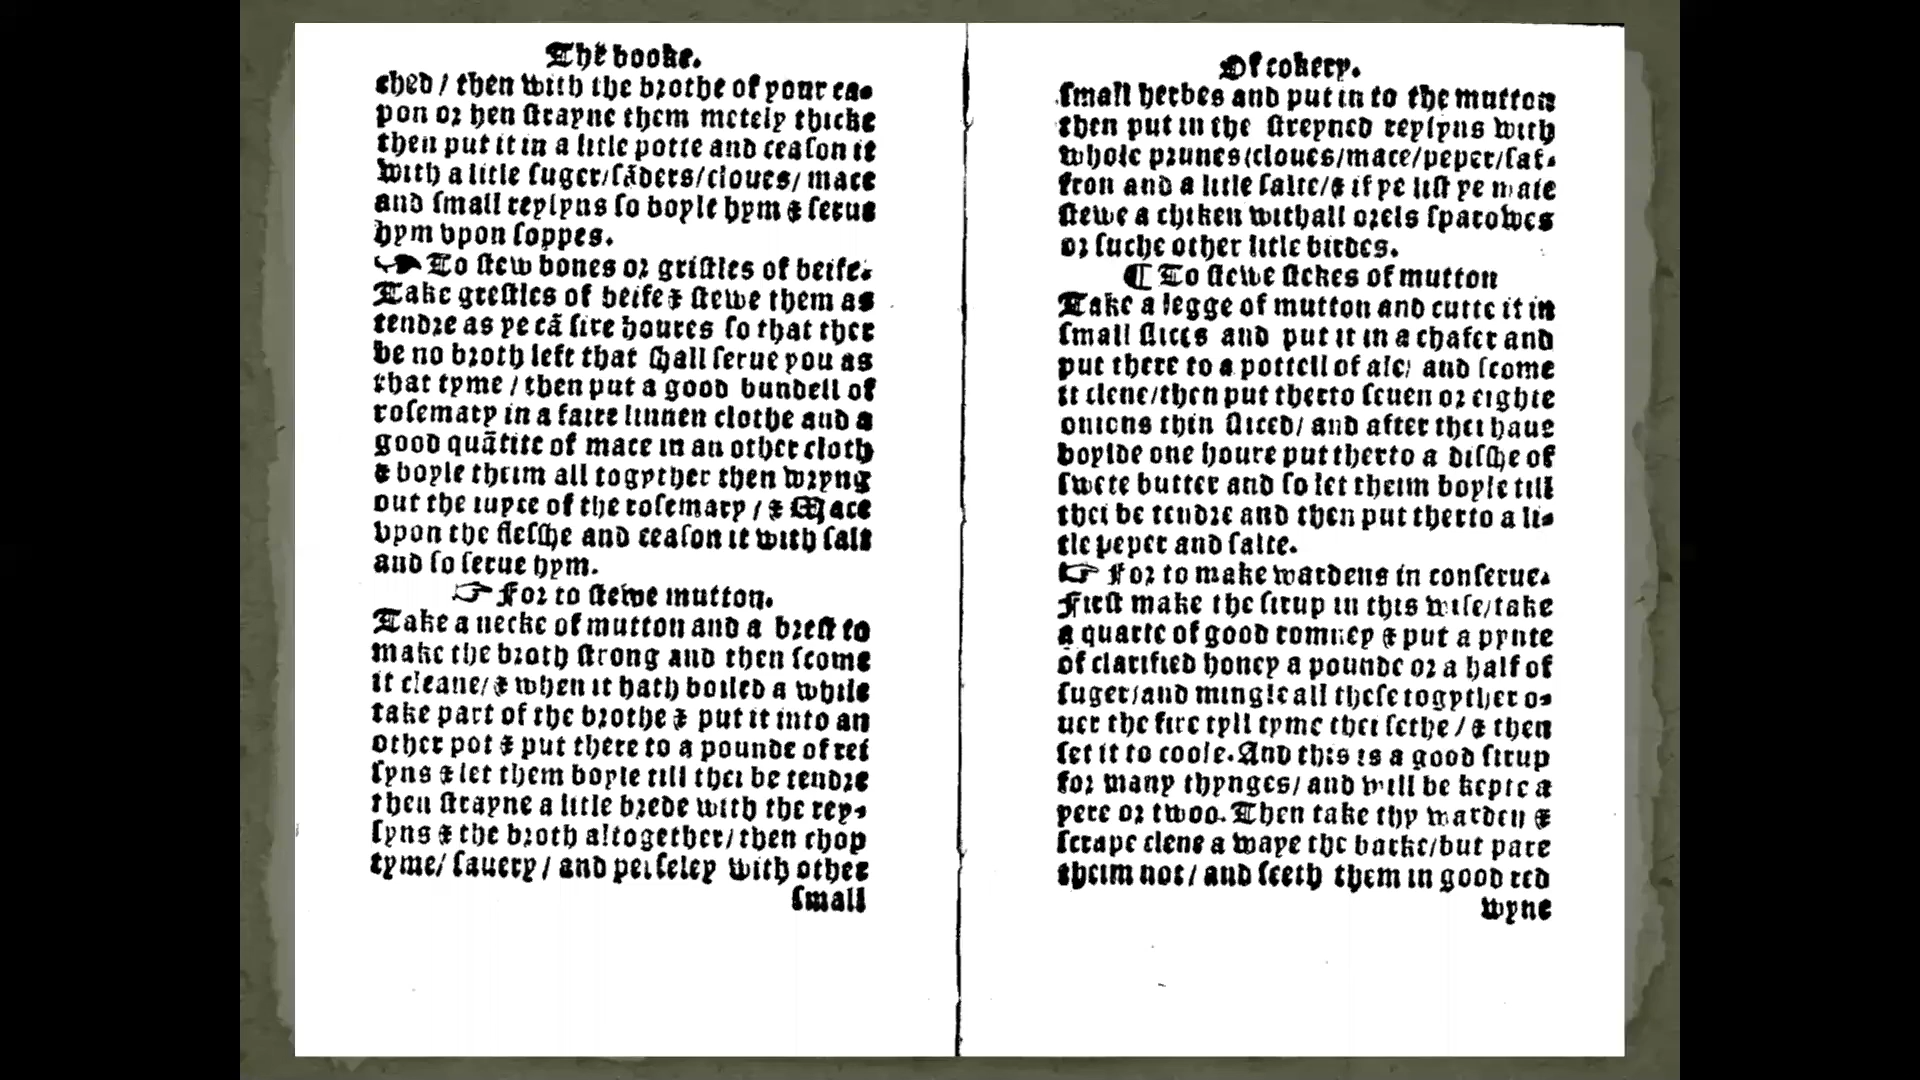 The booke.
ched / then with the brothe of your ca-
pon or hen strayne them metely thicke
then put it in a litle potte and ceason it
with a litle suger/sāders/cloues/ mace
and small reysyns so boyle hym & serue
hym vpon soppes.
☙To stew bones or gristles of beife.
Take grestles of beife & stewe them as
tendre as ye cā fire houres so that ther
be no broth left that shall serue you as
that tyme / then put a good bundell of
rosemary in a faire linnen clothe and a
good quātite of mace in an other cloth
& boyle theim all togyther then wryng
out the iuyce of the rosemary / & Mace
vpon the flesshe and ceason it with salt
and so serue hym.
☞ For to stewe mutton.
Take a necke of mutton and a brest to
make the broth strong and then scome
it cleane/ & when it hath boiled a while
take part of the brothe & put it into an
other pot & put there to a pounde of rei
syns & let them boyle till thei be tendre
then strayne a litle brede with the rey-
syns & the broth altogether/ then chop
tyme/ sauery / and perseley with other
small
Of cokery.
small herbes and put in to the mutton
then put in the streyned reysyns with
whole prunes/cloues/mace/peper/saf-
fron and a litle salte/& if ye list ye maie
stewe a chiken withall orels sparowes
or suche other litle birdes.
¶ To stewe stekes of mutton
Take a legge of mutton and cutte it in
small slices and put it in a chafer and
put there to a pottell of ale/ and scome
it clene/then put therto seuen or eighte
onions thin sliced/ and after thei haue
boylde one houre put therto a disshe of
swete butter and so let theim boyle till
thei be tendre and then put therto a li-
tle peper and salte.
☞ For to make wardens in conserue.
First make the sirup in this wise/take
a quarte of good romney & put a pynte
of clarified honey a pounde or a half of
suger/and mingle all these togyther o-
uer the fire tyll tyme thei sethe / & then
set it to coole. And this is a good sirup
for many thynges/ and will be kepte a
yere or twoo. Then take thy warden &
scrape clene a waye the barke/but pare
theim not / and seeth them in good red
wyne